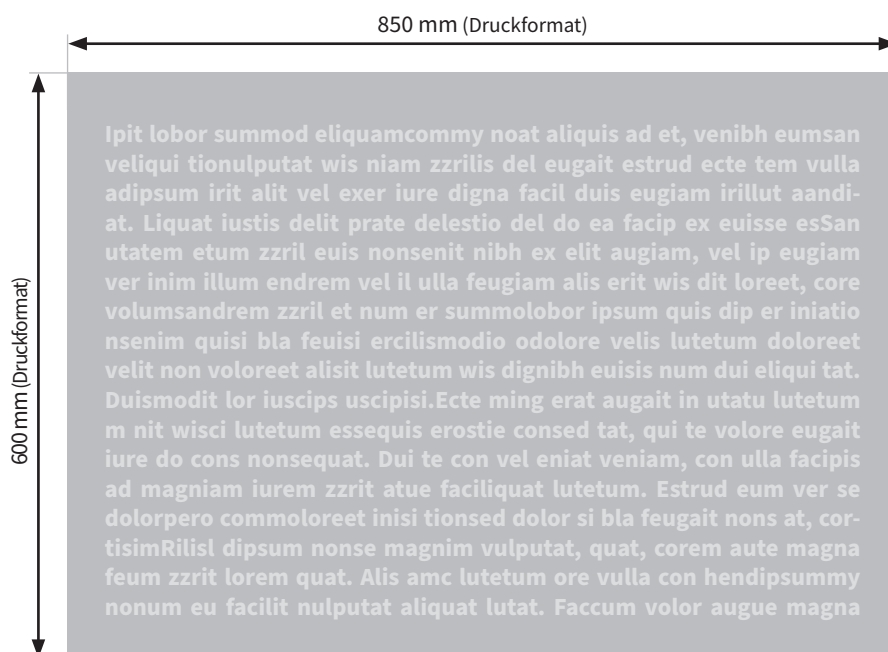 850 mm (Druckformat)
600 mm (Druckformat)
Ipit lobor summod eliquamcommy noat aliquis ad et, venibh eumsan
veliqui tionulputat wis niam zzrilis del eugait estrud ecte tem vulla
adipsum irit alit vel exer iure digna facil duis eugiam irillut aandi-
at. Liquat iustis delit prate delestio del do ea facip ex euisse esSan
utatem etum zzril euis nonsenit nibh ex elit augiam, vel ip eugiam
ver inim illum endrem vel il ulla feugiam alis erit wis dit loreet, core
volumsandrem zzril et num er summolobor ipsum quis dip er iniatio
nsenim quisi bla feuisi ercilismodio odolore velis lutetum doloreet
velit non voloreet alisit lutetum wis dignibh euisis num dui eliqui tat.
Duismodit lor iuscips uscipisi.Ecte ming erat augait in utatu lutetum
m nit wisci lutetum essequis erostie consed tat, qui te volore eugait
iure do cons nonsequat. Dui te con vel eniat veniam, con ulla facipis
ad magniam iurem zzrit atue faciliquat lutetum. Estrud eum ver se
dolorpero commoloreet inisi tionsed dolor si bla feugait nons at, cor-
tisimRilisl dipsum nonse magnim vulputat, quat, corem aute magna
feum zzrit lorem quat. Alis amc lutetum ore vulla con hendipsummy
nonum eu facilit nulputat aliquat lutat. Faccum volor augue magna